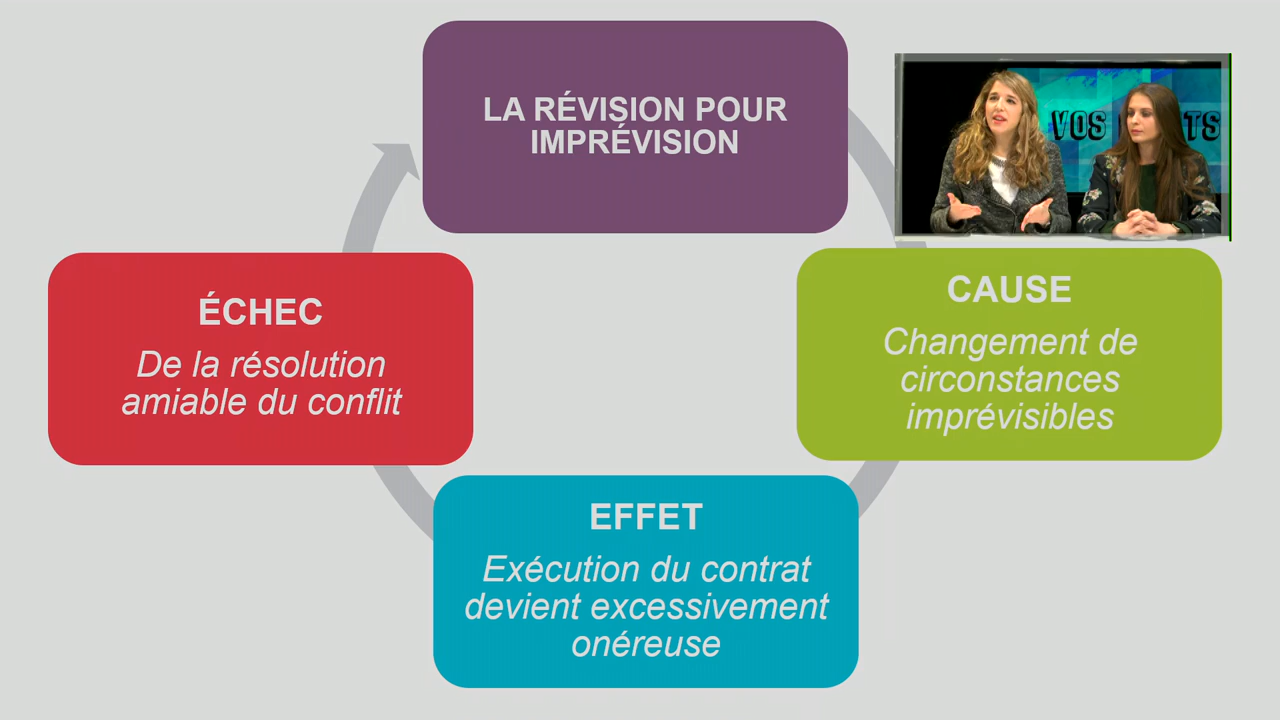 LA RÉVISION POUR
IMPRÉVISION
VOS
CAUSE
Changement de
circonstances
imprévisibles
EFFET
Exécution du contrat
devient excessivement
onéreuse
ÉCHEC
De la résolution
amiable du conflit